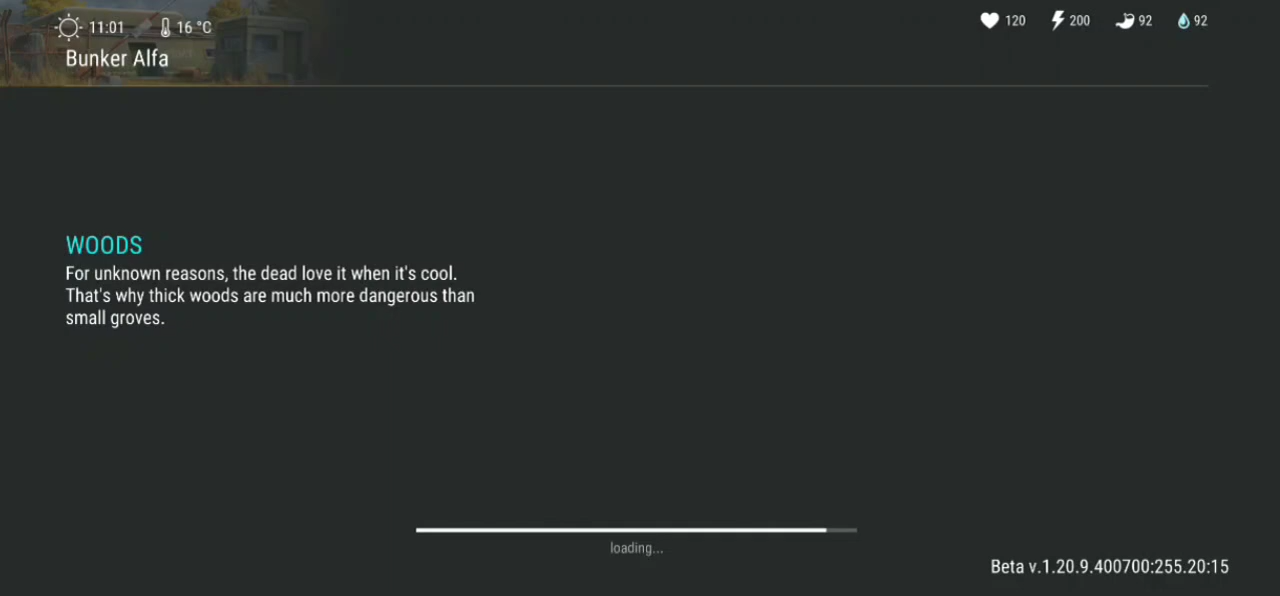 11:01 16 °C
120 200 92 92
Bunker Alfa
WOODS
For unknown reasons, the dead love it when it's cool.
That's why thick woods are much more dangerous than
small groves.
loading...
Beta v.1.20.9.400700:255.20:15